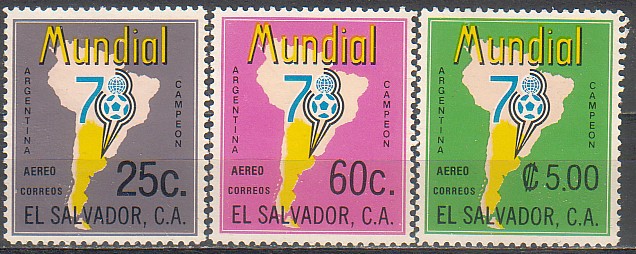 Mundial
78
ARGENTINA
CAMPEON
AEREO
CORREOS
25c.
EL SALVADOR, C.A.
Mundial
78
ARGENTINA
CAMPEON
AEREO
CORREOS
60c.
EL SALVADOR, C.A.
Mundial
78
ARGENTINA
CAMPEON
AEREO
CORREOS
₡5.00
EL SALVADOR, C.A.